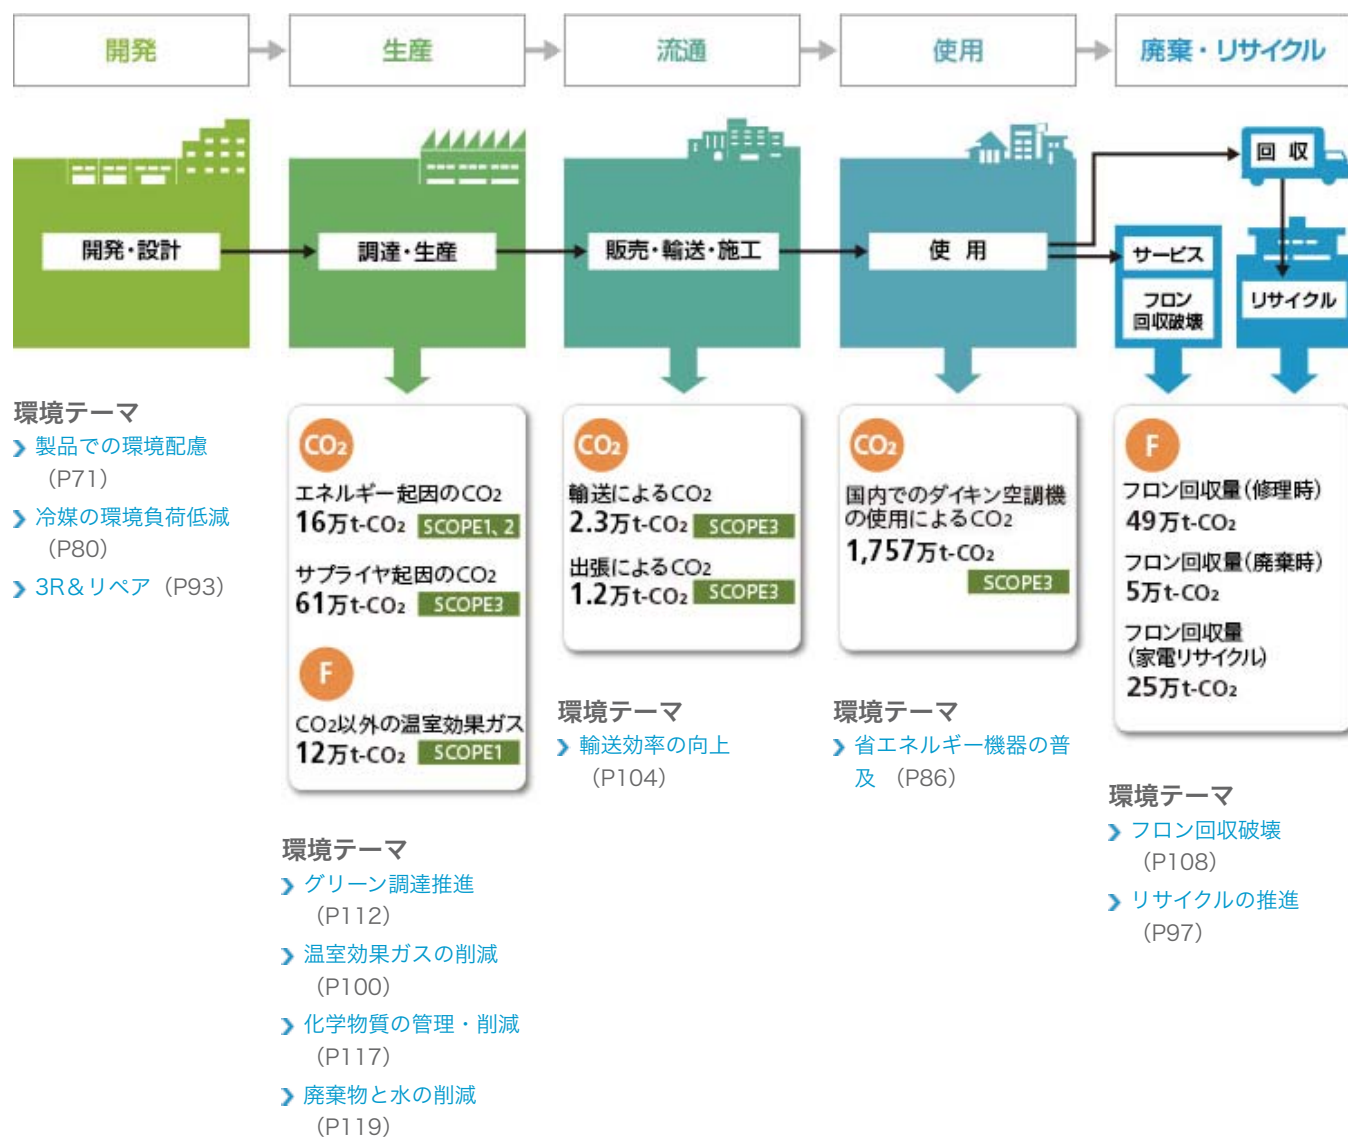 開発
生産
流通
使用
廃棄・リサイクル
開発・設計
調達・生産
販売・輸送・施工
使 用
回 収
サービス
フロン
回収破壊
リサイクル
環境テーマ
製品での環境配慮
（P71）
冷媒の環境負荷低減
（P80）
3R＆リペア（P93）
CO2
エネルギー起因のCO2
16万t-CO2 SCOPE1、2
サプライヤ起因のCO2
61万t-CO2 SCOPE3
F
CO2以外の温室効果ガス
12万t-CO2 SCOPE1
環境テーマ
グリーン調達推進
（P112）
温室効果ガスの削減
（P100）
化学物質の管理・削減
（P117）
廃棄物と水の削減
（P119）
CO2
輸送によるCO2
2.3万t-CO2 SCOPE3
出張によるCO2
1.2万t-CO2 SCOPE3
環境テーマ
輸送効率の向上
（P104）
CO2
国内でのダイキン空調機
の使用によるCO2
1,757万t-CO2
SCOPE3
環境テーマ
省エネルギー機器の普
及 （P86）
F
フロン回収量(修理時)
49万t-CO2
フロン回収量(廃棄時)
5万t-CO2
フロン回収量
(家電リサイクル)
25万t-CO2
環境テーマ
フロン回収破壊
（P108）
リサイクルの推進
（P97）